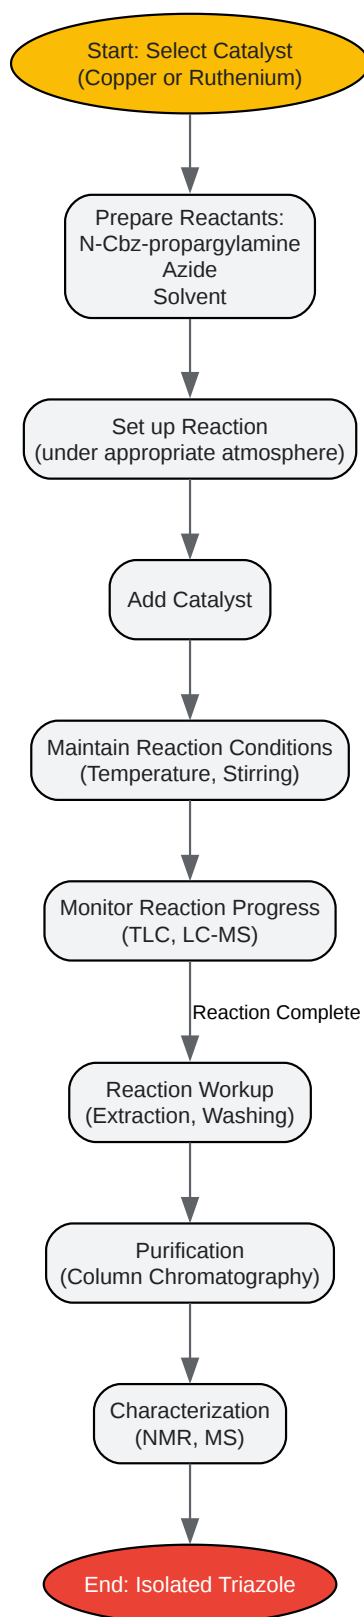 Start: Select Catalyst
(Copper or Ruthenium)
Prepare Reactants:
N-Cbz-propargylamine
Azide
Solvent
Set up Reaction
(under appropriate atmosphere)
Add Catalyst
Maintain Reaction Conditions
(Temperature, Stirring)
Monitor Reaction Progress
(TLC, LC-MS)
Reaction Complete
Reaction Workup
(Extraction, Washing)
Purification
(Column Chromatography)
Characterization
(NMR, MS)
End: Isolated Triazole